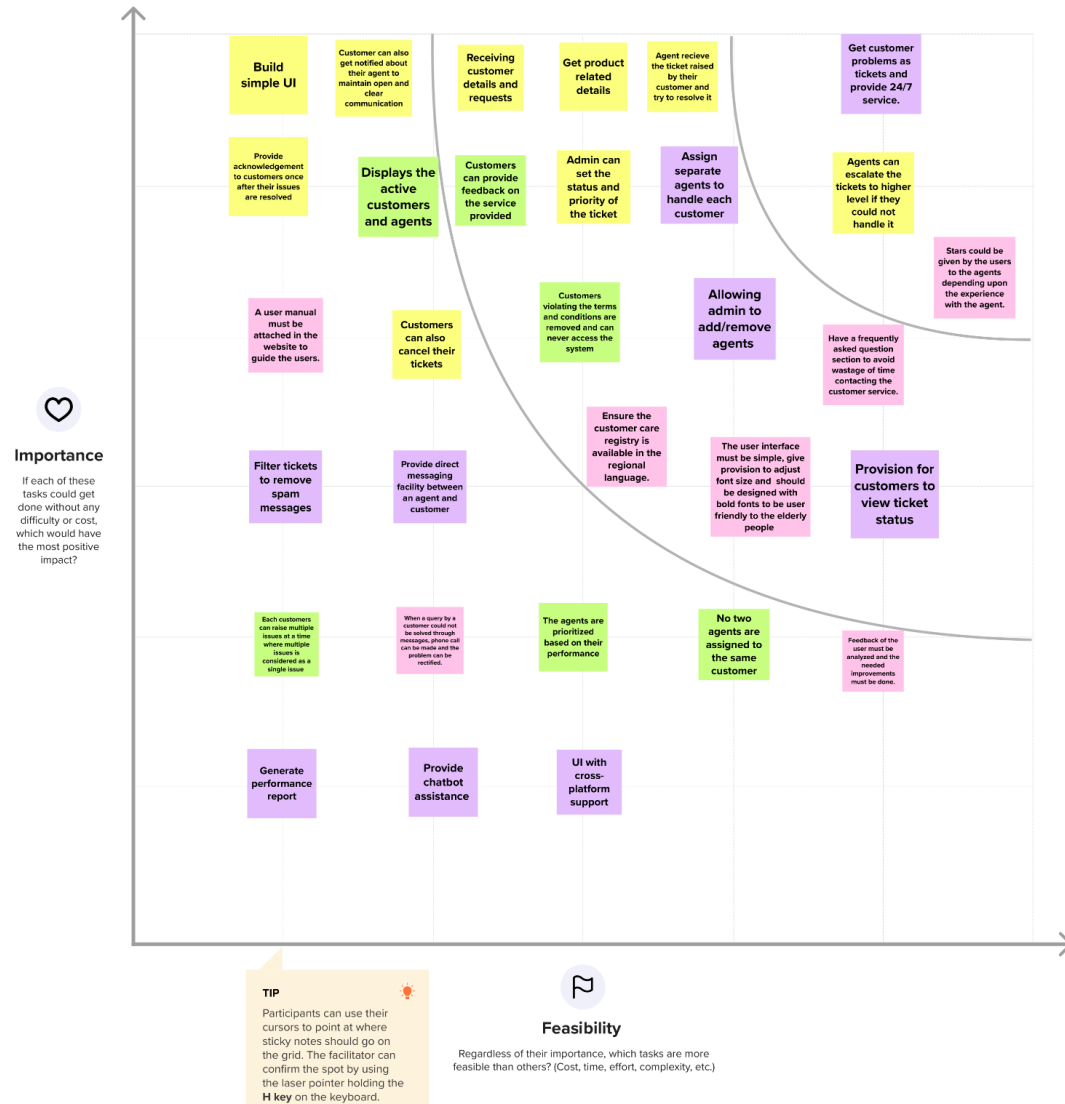 Build
simple UI
Customer can also
get notified about
their agent to
maintain open and
clear
communication
Receiving
customer
details and
requests
Get product
related
details
Agent recieve
the ticket raised
by their
customer and
try to resolve it
Get customer
problems as
tickets and
provide 24/7
service.
Provide
acknowledgement
to customers once
after their issues
are resolved
Displays the
active
customers
and agents
Customers
can provide
feedback on
the service
provided
Admin can
set the
status and
priority of
the ticket
Assign
separate
agents to
handle each
customer
Agents can
escalate the
tickets to higher
level if they
could not
handle it
Stars could be
given by the users
to the agents
depending upon
the experience
with the agent.
A user manual
must be
attached in the
website to
guide the users.
Customers
can also
cancel their
tickets
Customers
violating the terms
and conditions are
removed and can
never access the
system
Allowing
admin to
add/remove
agents
Have a frequently
asked question
section to avoid
wastage of time
contacting the
customer service.
Ensure the
customer care
registry is
available in the
regional
language.
Importance
If each of these
tasks could get
done without any
difficulty or cost,
which would have
the most positive
impact?
Filter tickets
to remove
spam
messages
Provide direct
messaging
facility between
an agent and
customer
The user interface
must be simple, give
provision to adjust
font size and should
be designed with
bold fonts to be user
friendly to the elderly
people
Provision for
customers to
view ticket
status
Each customers
can raise multiple
issues at a time
where multiple
issues is
considered as a
single issue
When a query by a
customer could not
be solved through
messages, phone call
can be made and the
problem can be
rectified.
The agents are
prioritized
based on their
performance
No two
agents are
assigned to
the same
customer
Feedback of the
user must be
analyzed and the
needed
improvements
must be done.
Generate
performance
report
Provide
chatbot
assistance
UI with
cross-
platform
support
TIP
Participants can use their
cursors to point at where
sticky notes should go on
the grid. The facilitator can
confirm the spot by using
the laser pointer holding the
H key on the keyboard.
Feasibility
Regardless of their importance, which tasks are more
feasible than others? (Cost, time, effort, complexity, etc.)